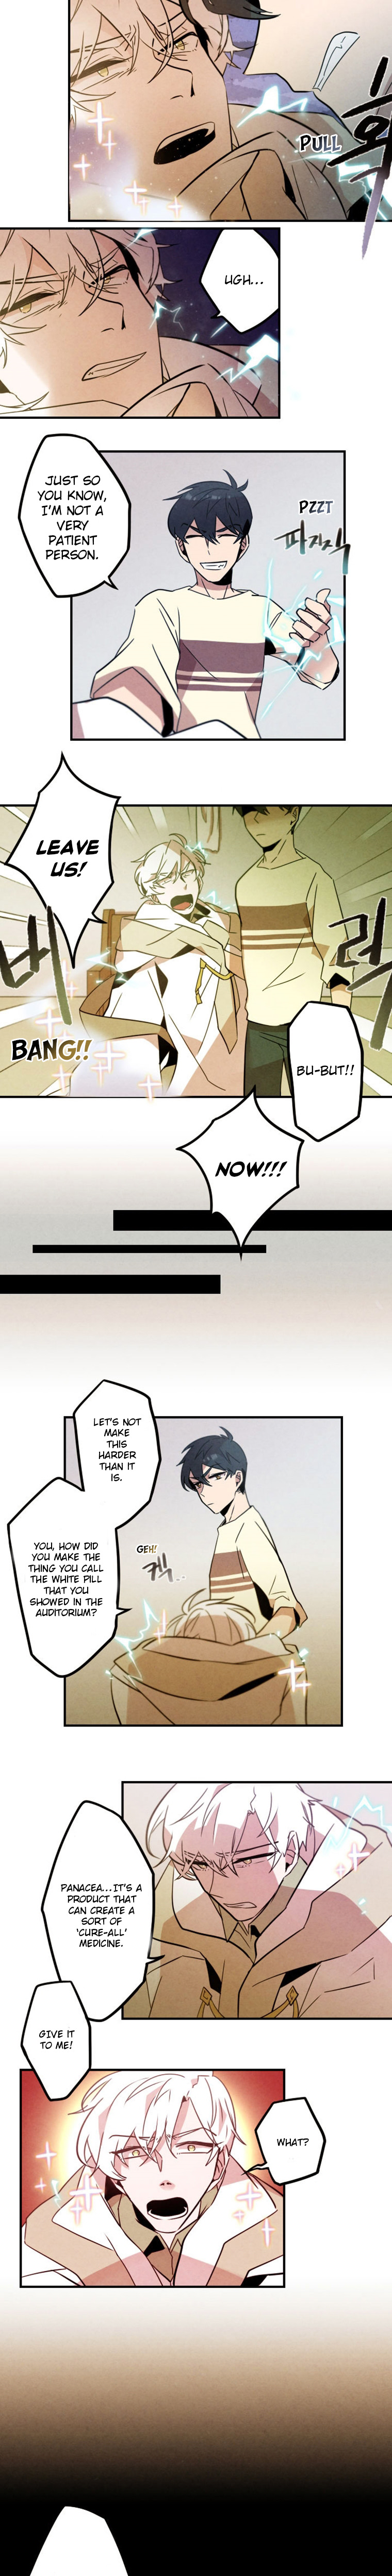 PULL
확
UGH...
JUST SO
YOU KNOW,
I'M NOT A
VERY
PATIENT
PERSON.
PZZT
파지직
LEAVE
US!
버
럭
BANG!!
BU-BUT!!
NOW!!!
LET'S NOT
MAKE
THIS
HARDER
THAN IT
IS.
YOU, HOW DID
YOU MAKE THE
THING YOU CALL
THE WHITE PILL
THAT YOU
SHOWED IN THE
AUDITORIUM?
GEH!
켁...
PANACEA...IT'S A
PRODUCT THAT
CAN CREATE A
SORT OF
'CURE-ALL'
MEDICINE.
GIVE IT
TO ME!
WHAT?